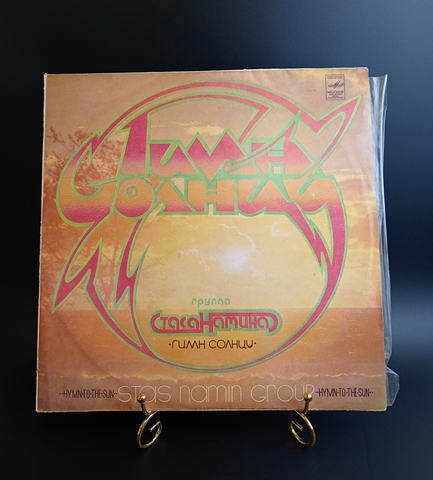 Гимн
Солнцу
группа
Стаса Намина
·гимн солнцу·
-HYMN-TO-THE-SUN- stas namin group -HYMN-TO-THE-SUN-